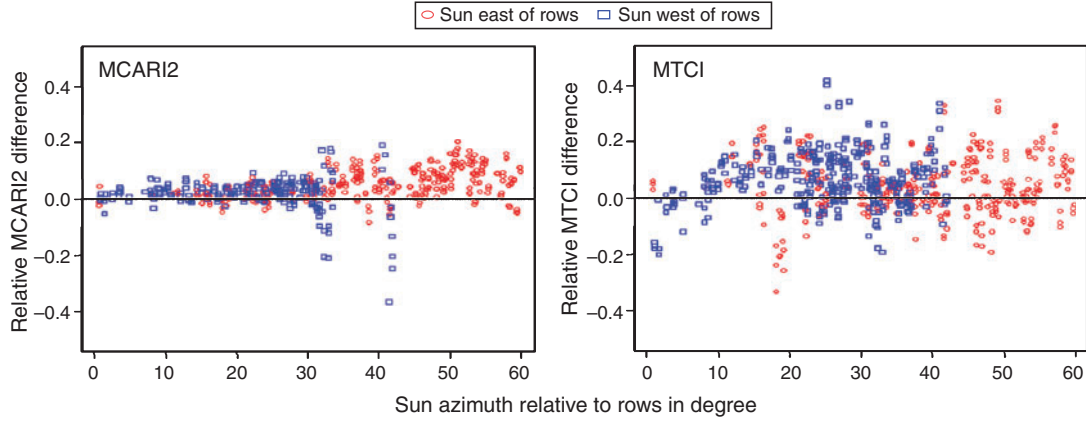 Sun east of rows Sun west of rows
MCARI2
MTCI
Relative MCARI2 difference
0.4
0.2
0.0
−0.2
−0.4
0 10 20 30 40 50 60
Relative MTCI difference
0.4
0.2
0.0
−0.2
−0.4
0 10 20 30 40 50 60
Sun azimuth relative to rows in degree